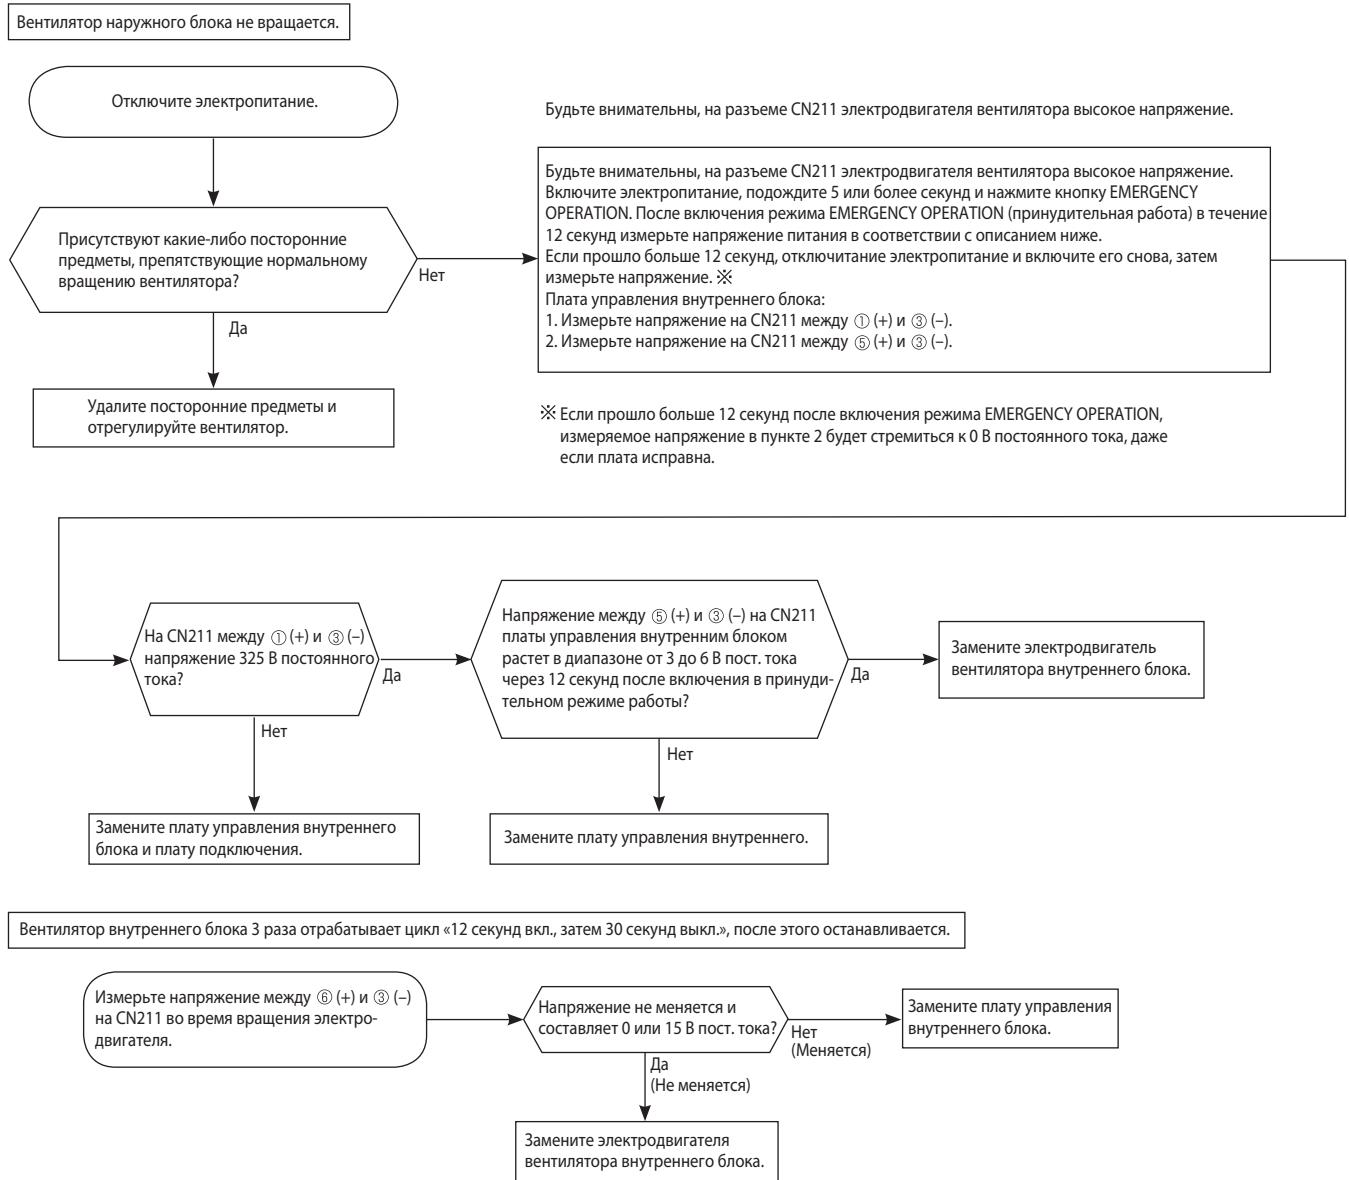 Вентилятор наружного блока не вращается.
Отключите электропитание.
Будьте внимательны, на разъеме CN211 электродвигателя вентилятора высокое напряжение.
Присутствуют какие-либо посторонние
предметы, препятствующие нормальному
вращению вентилятора?
Нет
Да
Удалите посторонние предметы и
отрегулируйте вентилятор.
Будьте внимательны, на разъеме CN211 электродвигателя вентилятора высокое напряжение.
Включите электропитание, подождите 5 или более секунд и нажмите кнопку EMERGENCY
OPERATION. После включения режима EMERGENCY OPERATION (принудительная работа) в течение
12 секунд измерьте напряжение питания в соответствии с описанием ниже.
Если прошло больше 12 секунд, отключитание электропитание и включите его снова, затем
измерьте напряжение. ※
Плата управления внутреннего блока:
1. Измерьте напряжение на CN211 между ① (+) и ③ (–).
2. Измерьте напряжение на CN211 между ⑤ (+) и ③ (–).
※ Если прошло больше 12 секунд после включения режима EMERGENCY OPERATION,
измеряемое напряжение в пункте 2 будет стремиться к 0 В постоянного тока, даже
если плата исправна.
На CN211 между ① (+) и ③ (–)
напряжение 325 В постоянного
тока?
Да
Нет
Замените плату управления внутреннего
блока и плату подключения.
Напряжение между ⑤ (+) и ③ (–) на CN211
платы управления внутренним блоком
растет в диапазоне от 3 до 6 В пост. тока
через 12 секунд после включения в принуди-
тельном режиме работы?
Да
Нет
Замените плату управления внутреннего.
Замените электродвигатель
вентилятора внутреннего блока.
Вентилятор внутреннего блока 3 раза отрабатывает цикл «12 секунд вкл., затем 30 секунд выкл.», после этого останавливается.
Измерьте напряжение между ⑥ (+) и ③ (–)
на CN211 во время вращения электро-
двигателя.
Напряжение не меняется и
составляет 0 или 15 В пост. тока?
Нет
(Меняется)
Замените плату управления
внутреннего блока.
Да
(Не меняется)
Замените электродвигателя
вентилятора внутреннего блока.